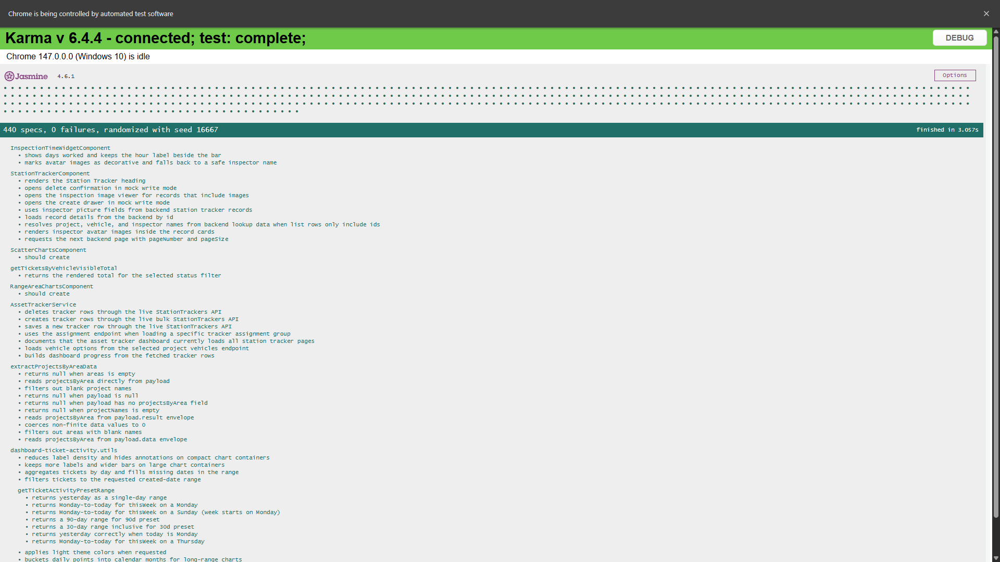 Chrome is being controlled by automated test software
Karma v 6.4.4 - connected; test: complete;
DEBUG
Chrome 147.0.0.0 (Windows 10) is idle
Jasmine 4.6.1
Options
440 specs, 0 failures, randomized with seed 16667
finished in 3.057s
InspectionTimeWidgetComponent
• shows days worked and keeps the hour label beside the bar
• marks avatar images as decorative and falls back to a safe inspector name
StationTrackerComponent
• renders the Station Tracker heading
• opens delete confirmation in mock write mode
• opens the inspection image viewer for records that include images
• opens the create drawer in mock write mode
• uses inspector picture fields from backend station tracker records
• loads record details from the backend by id
• resolves project, vehicle, and inspector names from backend lookup data when list rows only include ids
• renders inspector avatar images inside the record cards
• requests the next backend page with pageNumber and pageSize
ScatterChartsComponent
• should create
getTicketsByVehicleVisibleTotal
• returns the rendered total for the selected status filter
RangeAreaChartsComponent
• should create
AssetTrackerService
• deletes tracker rows through the live StationTrackers API
• creates tracker rows through the live bulk StationTrackers API
• saves a new tracker row through the live StationTrackers API
• uses the assignment endpoint when loading a specific tracker assignment group
• documents that the asset tracker dashboard currently loads all station tracker pages
• loads vehicle options from the selected project vehicles endpoint
• builds dashboard progress from the fetched tracker rows
extractProjectsByAreaData
• returns null when areas is empty
• reads projectsByArea directly from payload
• filters out blank project names
• returns null when payload is null
• returns null when payload has no projectsByArea field
• returns null when projectNames is empty
• reads projectsByArea from payload.result envelope
• coerces non-finite data values to 0
• filters out areas with blank names
• reads projectsByArea from payload.data envelope
dashboard-ticket-activity.utils
• reduces label density and hides annotations on compact chart containers
• keeps more labels and wider bars on large chart containers
• aggregates tickets by day and fills missing dates in the range
• filters tickets to the requested created-date range
getTicketActivityPresetRange
• returns yesterday as a single-day range
• returns Monday-to-today for thisWeek on a Monday
• returns Monday-to-today for thisWeek on a Sunday (week starts on Monday)
• returns a 90-day range for 90d preset
• returns a 30-day range inclusive for 30d preset
• returns yesterday correctly when today is Monday
• returns Monday-to-today for thisWeek on a Thursday
• applies light theme colors when requested
• buckets daily points into calendar months for long-range charts